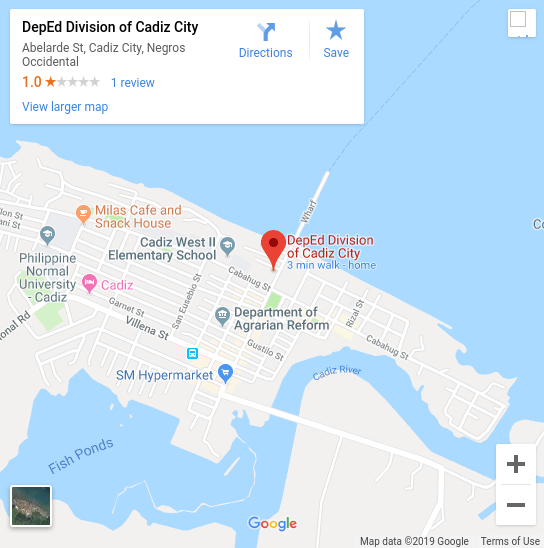 DepEd Division of Cadiz City
Abelarde St, Cadiz City, Negros
Occidental
1.0
1 review
View larger map
Directions
Save
Wharf
Milas Cafe and
Snack House
ani St
Cadiz West II
Elementary School
DepEd Division
of Cadiz City
3 min walk - home
Philippine
Normal
University
- Cadiz
Cadiz
Cabahug St
San Eusebio St
Garnet St
Villena St
onal Rd
Department of
Agrarian Reform
Rizal St
Cabahug St
Gustilo St
SM Hypermarket
Cadiz River
Fish Ponds
Google
Map data ©2019 Google
Terms of Use